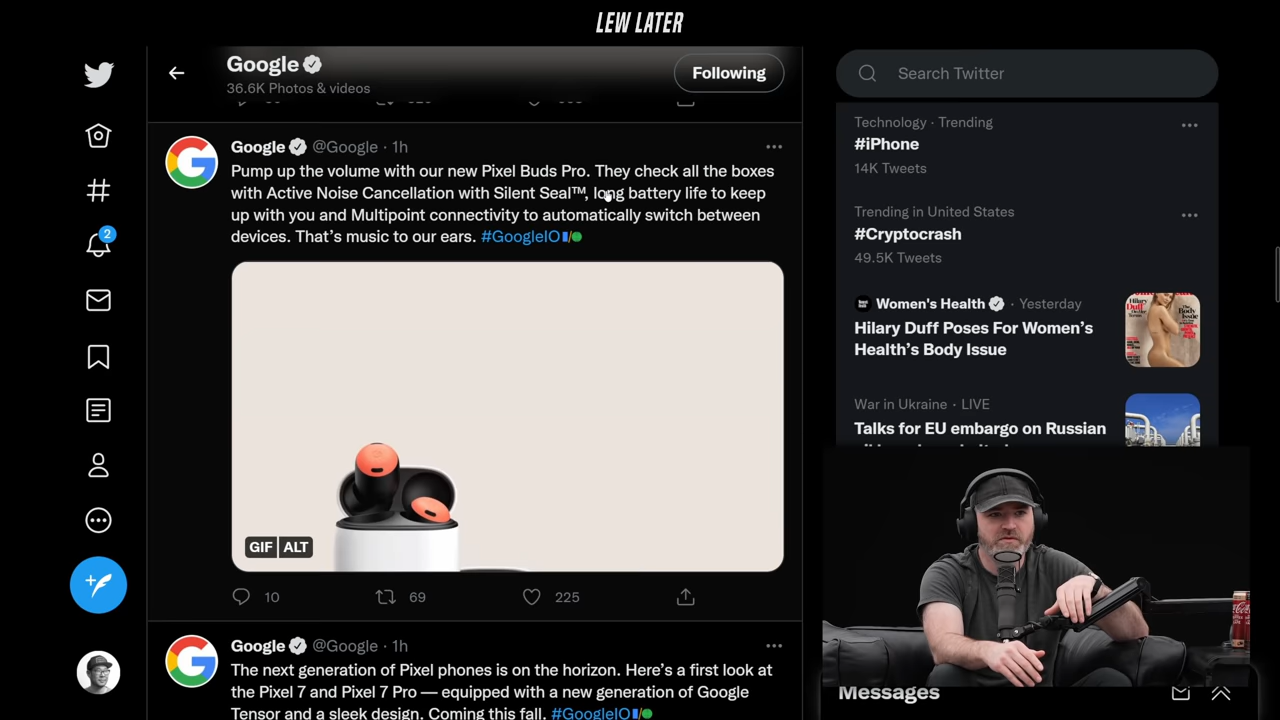 LEW LATER
Google
36.6K Photos & videos
Following
Google @Google · 1h
Pump up the volume with our new Pixel Buds Pro. They check all the boxes
with Active Noise Cancellation with Silent Seal™, long battery life to keep
up with you and Multipoint connectivity to automatically switch between
devices. That’s music to our ears. #GoogleIO
GIF ALT
10 69 225
Google @Google · 1h
The next generation of Pixel phones is on the horizon. Here’s a first look at
the Pixel 7 and Pixel 7 Pro — equipped with a new generation of Google
Tensor and a sleek design. Coming this fall. #GoogleIO
2
Search Twitter
Technology · Trending
#iPhone
14K Tweets
Trending in United States
#Cryptocrash
49.5K Tweets
Women's Health · Yesterday
Hilary Duff Poses For Women’s
Health’s Body Issue
War in Ukraine · LIVE
Talks for EU embargo on Russian
Messages